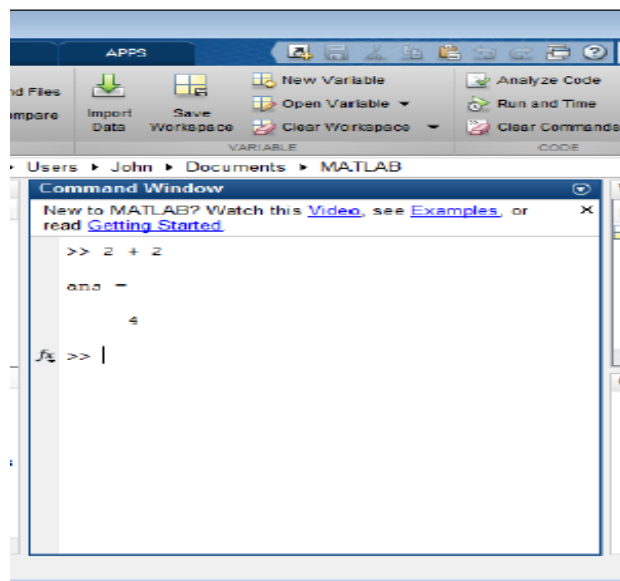 APPS
nd Files
mpare
Import
Data
Save
Workspace
New Variable
Open Variable
Clear Workspace
VARIABLE
Analyze Code
Run and Time
Clear Commands
CODE
Users ▸ John ▸ Documents ▸ MATLAB
Command Window
New to MATLAB? Watch this Video, see Examples, or
read Getting Started.
>> 2 + 2
ans =
4
fx >>